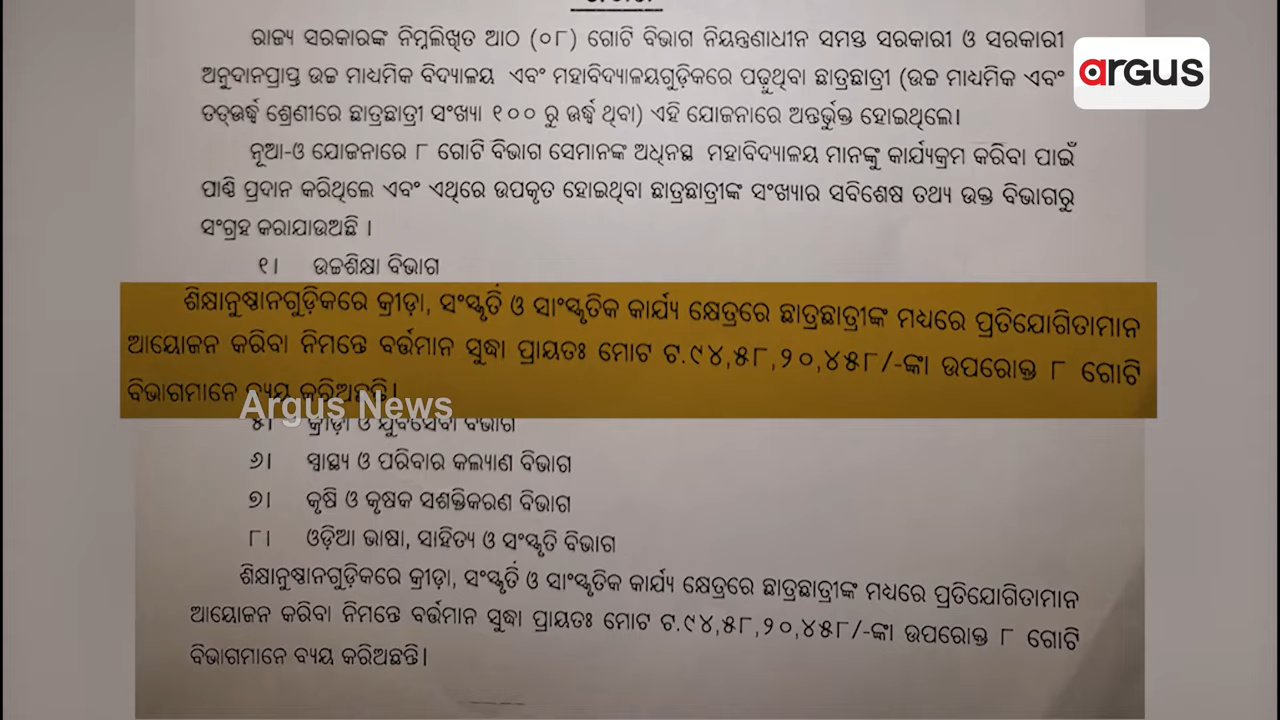 ରାଜ୍ୟ ସରକାରଙ୍କ ନିମ୍ନଲିଖିତ ଆଠ (୦୮) ଗୋଟି ବିଭାଗ ନିୟନ୍ତ୍ରଣାଧୀନ ସମସ୍ତ ସରକାରୀ ଓ ସରକାରୀ
argus
ଅନୁଦାନପ୍ରାପ୍ତ ଉଚ୍ଚ ମାଧ୍ୟମିକ ବିଦ୍ୟାଳୟ ଏବଂ ମହାବିଦ୍ୟାଳୟଗୁଡ଼ିକରେ ପଢୁଥିବା ଛାତ୍ରଛାତ୍ରୀ (ଉଚ୍ଚ ମାଧ୍ୟମିକ ଏବଂ
ତଦ୍‌ଊର୍ଦ୍ଧ୍ୱ ଶ୍ରେଣୀରେ ଛାତ୍ରଛାତ୍ରୀ ସଂଖ୍ୟା ୧୦୦ ରୁ ଊର୍ଦ୍ଧ୍ୱ ଥିବା) ଏହି ଯୋଜନାରେ ଅନ୍ତର୍ଭୁକ୍ତ ହୋଇଥିଲେ।
ନୂଆ-ଓ ଯୋଜନାରେ ୮ ଗୋଟି ବିଭାଗ ସେମାନଙ୍କ ଅଧିନସ୍ଥ ମହାବିଦ୍ୟାଳୟ ମାନଙ୍କୁ କାର୍ଯ୍ୟକ୍ରମ କରିବା ପାଇଁ
ପାଣ୍ଠି ପ୍ରଦାନ କରିଥିଲେ ଏବଂ ଏଥିରେ ଉପକୃତ ହୋଇଥିବା ଛାତ୍ରଛାତ୍ରୀଙ୍କ ସଂଖ୍ୟାର ସବିଶେଷ ତଥ୍ୟ ଉକ୍ତ ବିଭାଗରୁ
ସଂଗ୍ରହ କରାଯାଉଅଛି ।
୧। ଉଚ୍ଚଶିକ୍ଷା ବିଭାଗ
ଶିକ୍ଷାନୁଷ୍ଠାନଗୁଡ଼ିକରେ କ୍ରୀଡ଼ା, ସଂସ୍କୃତି ଓ ସାଂସ୍କୃତିକ କାର୍ଯ୍ୟ କ୍ଷେତ୍ରରେ ଛାତ୍ରଛାତ୍ରୀଙ୍କ ମଧ୍ୟରେ ପ୍ରତିଯୋଗିତାମାନ
ଆୟୋଜନ କରିବା ନିମନ୍ତେ ବର୍ତ୍ତମାନ ସୁଦ୍ଧା ପ୍ରାୟତଃ ମୋଟ ଟ.୯୪,୫୮,୨୦,୪୫୮/-ଙ୍କା ଉପରୋକ୍ତ ୮ ଗୋଟି
ବିଭାଗମାନେ ବ୍ୟୟ କରିଅଛନ୍ତି।
Argus News
୫। କ୍ରୀଡ଼ା ଓ ଯୁବସେବା ବିଭାଗ
୬। ସ୍ୱାସ୍ଥ୍ୟ ଓ ପରିବାର କଲ୍ୟାଣ ବିଭାଗ
୭। କୃଷି ଓ କୃଷକ ସଶକ୍ତିକରଣ ବିଭାଗ
୮। ଓଡ଼ିଆ ଭାଷା, ସାହିତ୍ୟ ଓ ସଂସ୍କୃତି ବିଭାଗ
ଶିକ୍ଷାନୁଷ୍ଠାନଗୁଡ଼ିକରେ କ୍ରୀଡ଼ା, ସଂସ୍କୃତି ଓ ସାଂସ୍କୃତିକ କାର୍ଯ୍ୟ କ୍ଷେତ୍ରରେ ଛାତ୍ରଛାତ୍ରୀଙ୍କ ମଧ୍ୟରେ ପ୍ରତିଯୋଗିତାମାନ
ଆୟୋଜନ କରିବା ନିମନ୍ତେ ବର୍ତ୍ତମାନ ସୁଦ୍ଧା ପ୍ରାୟତଃ ମୋଟ ଟ.୯୪,୫୮,୨୦,୪୫୮/-ଙ୍କା ଉପରୋକ୍ତ ୮ ଗୋଟି
ବିଭାଗମାନେ ବ୍ୟୟ କରିଅଛନ୍ତି।